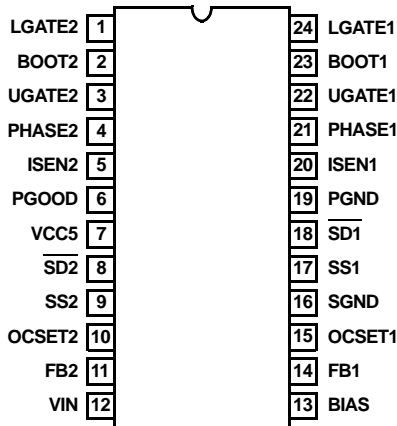 LGATE2 1 24 LGATE1
BOOT2 2 23 BOOT1
UGATE2 3 22 UGATE1
PHASE2 4 21 PHASE1
ISEN2 5 20 ISEN1
PGOOD 6 19 PGND
VCC5 7 18 S̅D̅1̅
S̅D̅2̅ 8 17 SS1
SS2 9 16 SGND
OCSET2 10 15 OCSET1
FB2 11 14 FB1
VIN 12 13 BIAS